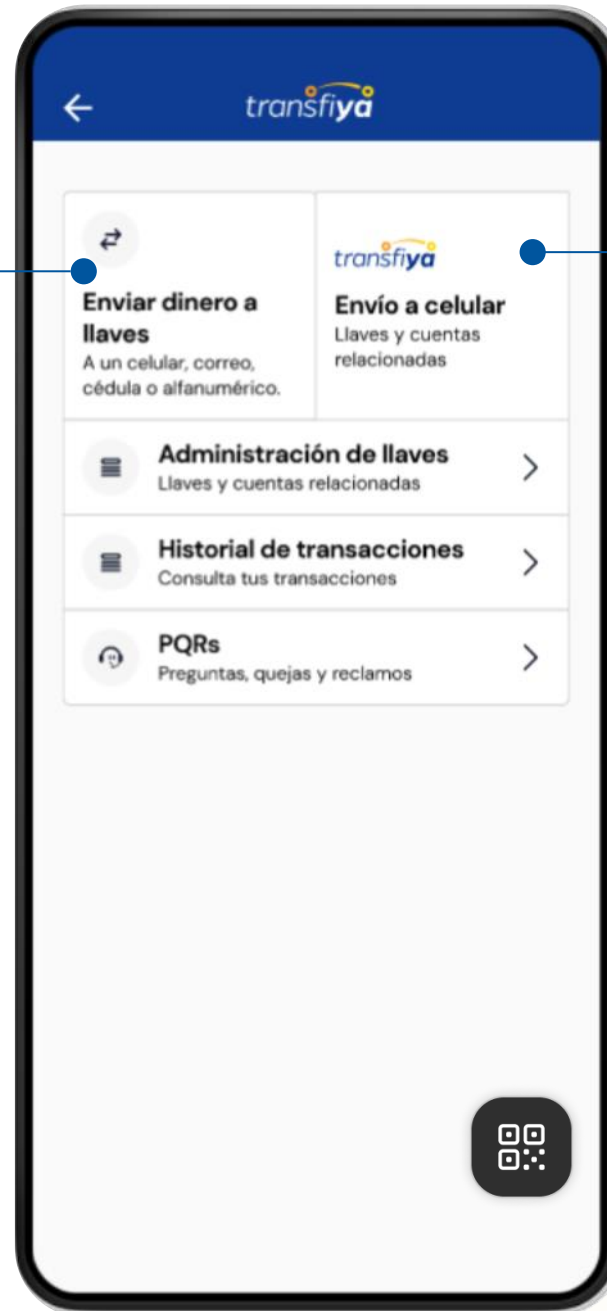 transfiya
transfiya
Enviar dinero a
llaves
A un celular, correo,
cédula o alfanumérico.
Envío a celular
Llaves y cuentas
relacionadas
Administración de llaves
Llaves y cuentas relacionadas
Historial de transacciones
Consulta tus transacciones
PQRs
Preguntas, quejas y reclamos